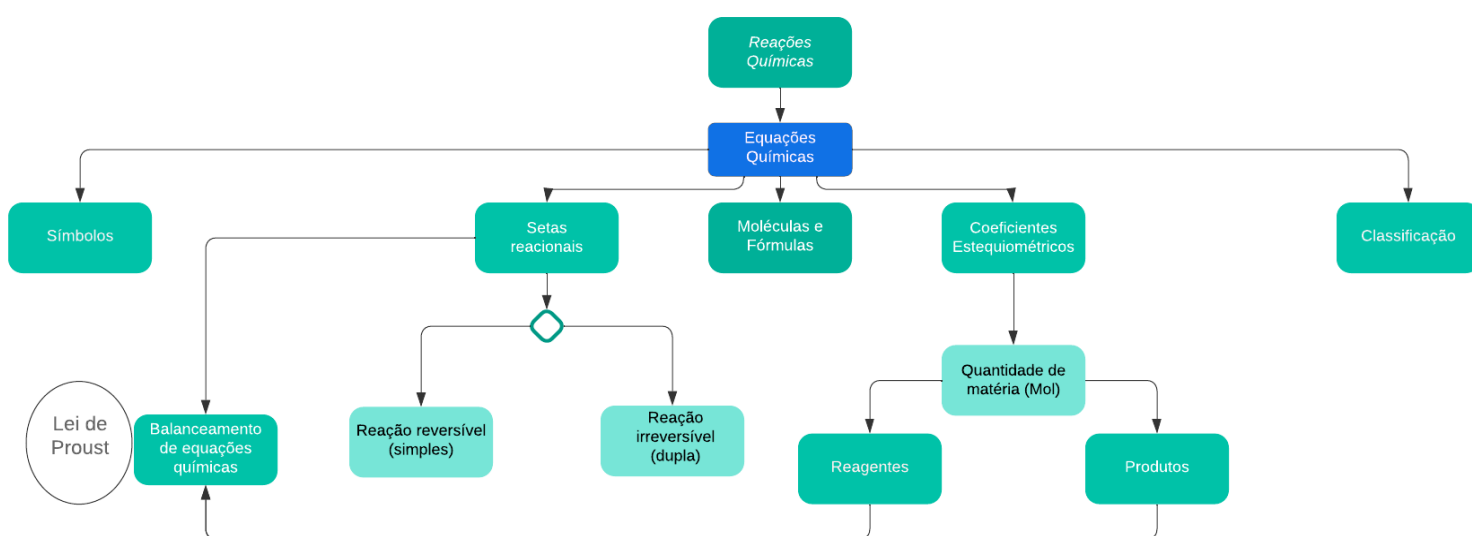 Reações
Químicas
Equações
Químicas
Símbolos
Setas
reacionais
Moléculas e
Fórmulas
Coeficientes
Estequiométricos
Classificação
Quantidade de
matéria (Mol)
Lei de
Proust
Balanceamento
de equações
químicas
Reação reversível
(simples)
Reação
irreversível
(dupla)
Reagentes
Produtos